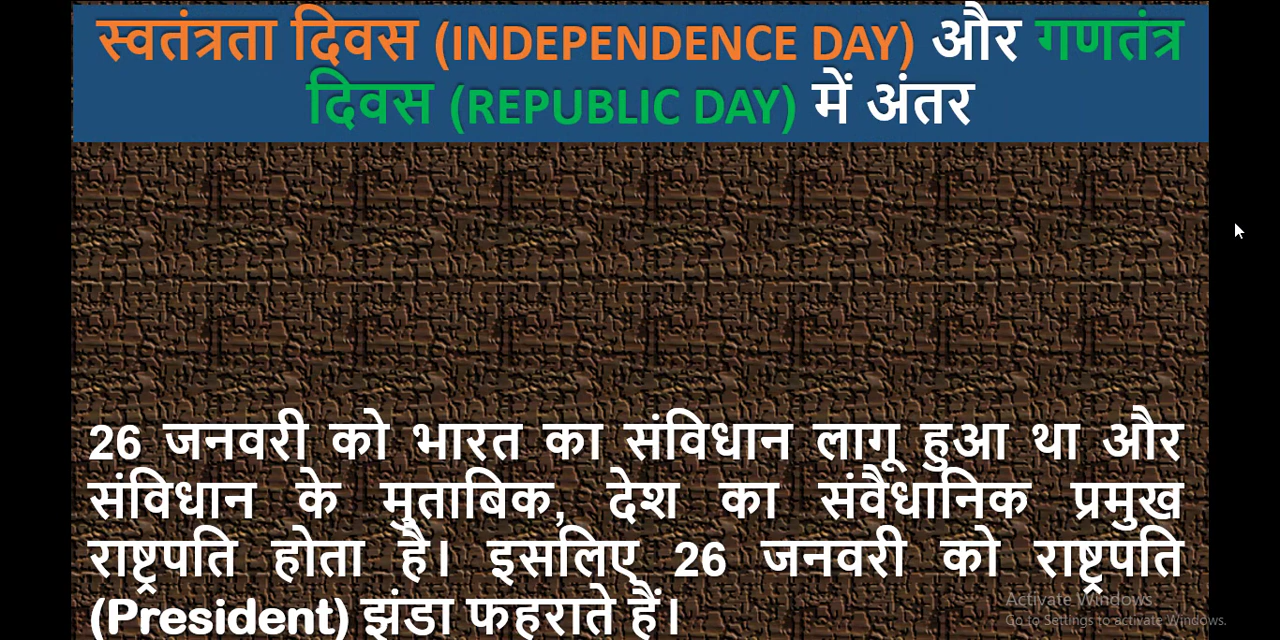 स्वतंत्रता दिवस (INDEPENDENCE DAY) और गणतंत्र
दिवस (REPUBLIC DAY) में अंतर
26 जनवरी को भारत का संविधान लागू हुआ था और
संविधान के मुताबिक, देश का संवैधानिक प्रमुख
राष्ट्रपति होता है। इसलिए 26 जनवरी को राष्ट्रपति
(President) झंडा फहराते हैं।
Activate Windows
Go to Settings to activate Windows.